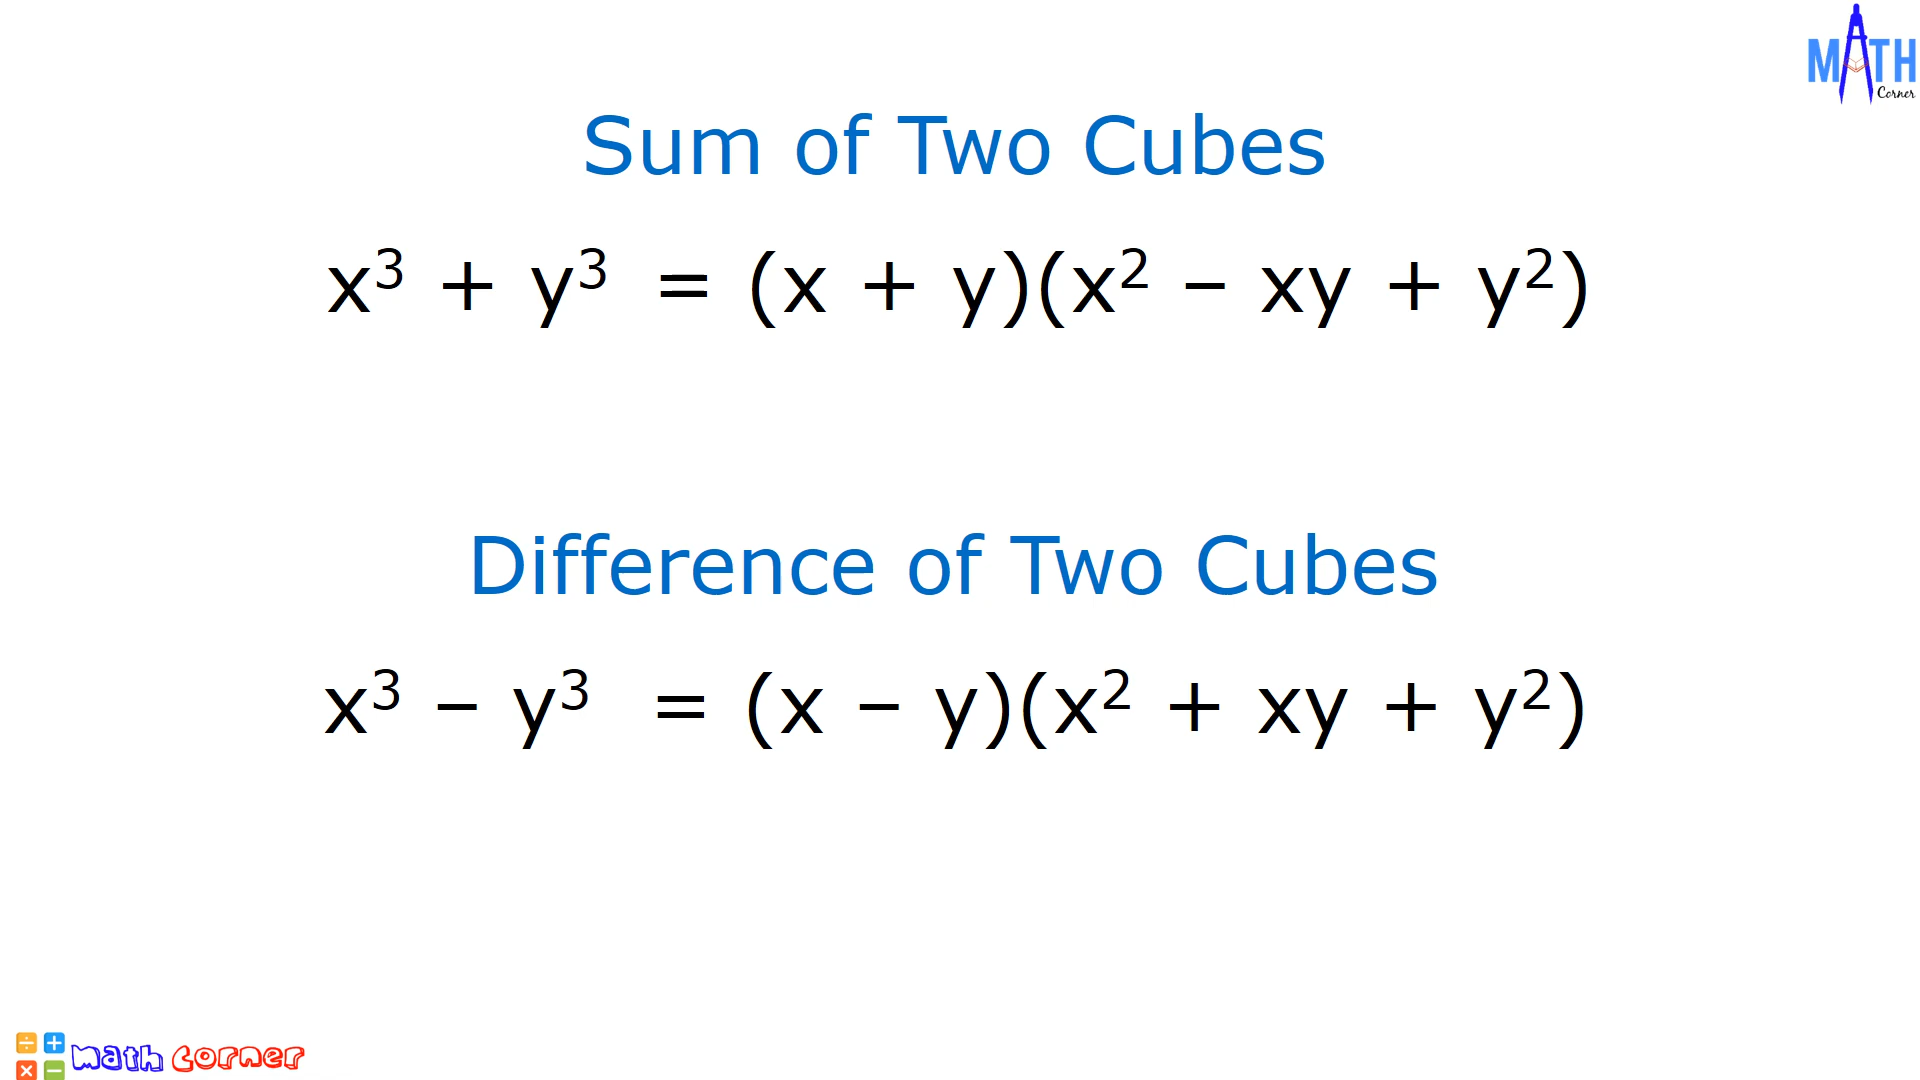 MATH
Corner
Sum of Two Cubes
x³ + y³ = (x + y)(x² – xy + y²)
Difference of Two Cubes
x³ – y³ = (x – y)(x² + xy + y²)
÷ +
× −
math corner